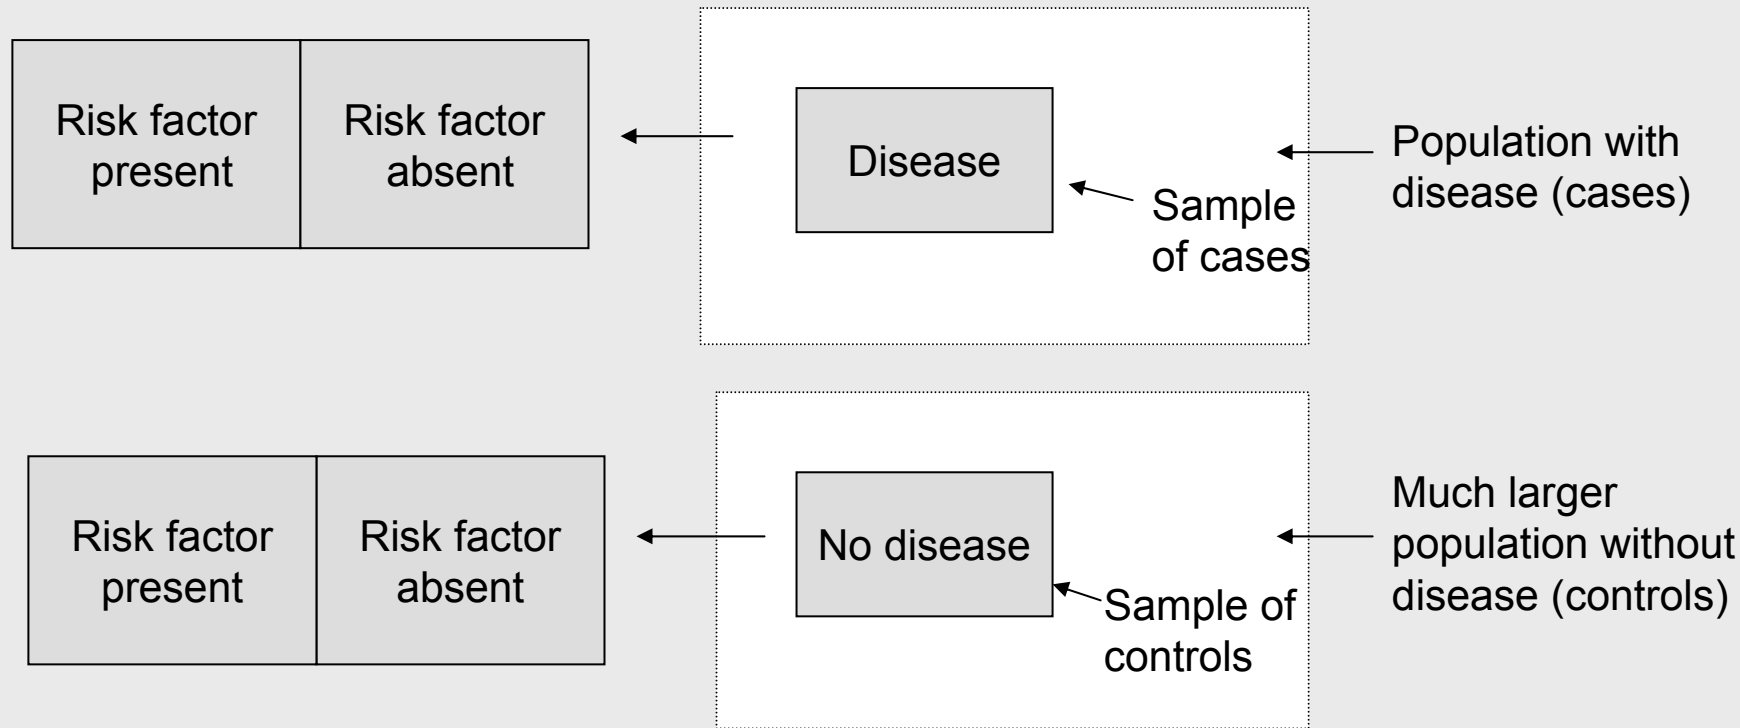 Risk factor
present
Risk factor
absent
Disease
Sample
of cases
Population with
disease (cases)
Risk factor
present
Risk factor
absent
No disease
Sample of
controls
Much larger
population without
disease (controls)